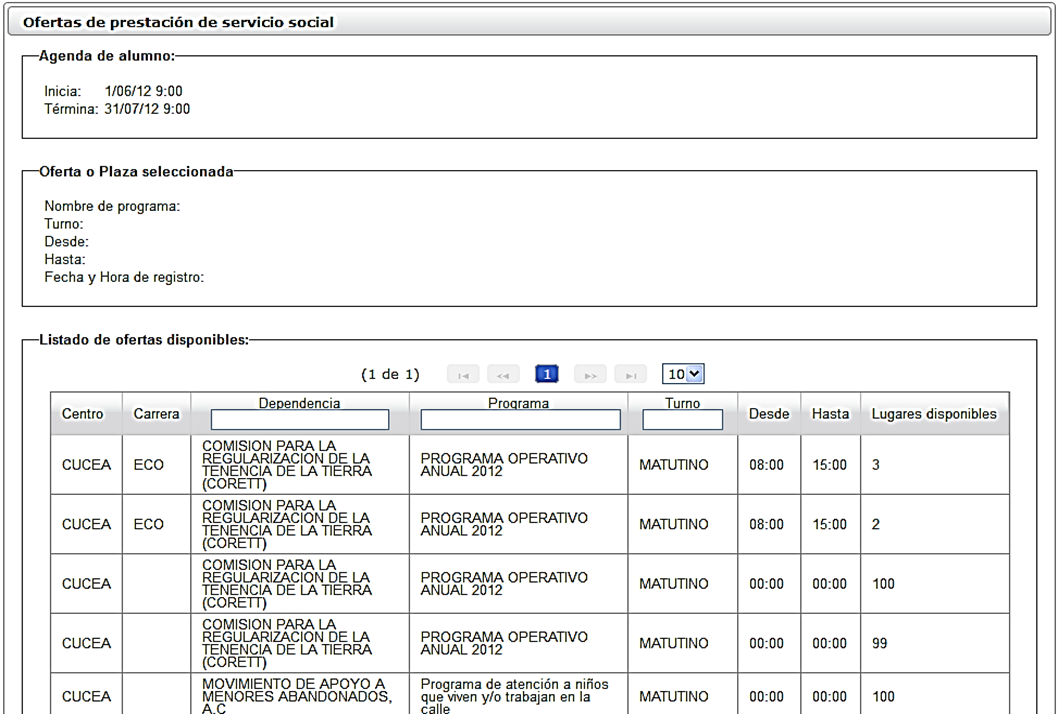 Ofertas de prestación de servicio social
Agenda de alumno:
Inicia: 1/06/12 9:00
Términa: 31/07/12 9:00
Oferta o Plaza seleccionada
Nombre de programa:
Turno:
Desde:
Hasta:
Fecha y Hora de registro:
Listado de ofertas disponibles:
(1 de 1) |◄ ◄◄ 1 ►► ►| 10
Centro Carrera Dependencia Programa Turno Desde Hasta Lugares disponibles
CUCEA ECO COMISION PARA LA
REGULARIZACION DE LA
TENENCIA DE LA TIERRA
(CORETT) PROGRAMA OPERATIVO
ANUAL 2012 MATUTINO 08:00 15:00 3
CUCEA ECO COMISION PARA LA
REGULARIZACION DE LA
TENENCIA DE LA TIERRA
(CORETT) PROGRAMA OPERATIVO
ANUAL 2012 MATUTINO 08:00 15:00 2
CUCEA COMISION PARA LA
REGULARIZACION DE LA
TENENCIA DE LA TIERRA
(CORETT) PROGRAMA OPERATIVO
ANUAL 2012 MATUTINO 00:00 00:00 100
CUCEA COMISION PARA LA
REGULARIZACION DE LA
TENENCIA DE LA TIERRA
(CORETT) PROGRAMA OPERATIVO
ANUAL 2012 MATUTINO 00:00 00:00 99
CUCEA MOVIMIENTO DE APOYO A
MENORES ABANDONADOS,
A.C Programa de atención a niños
que viven y/o trabajan en la
calle MATUTINO 00:00 00:00 100